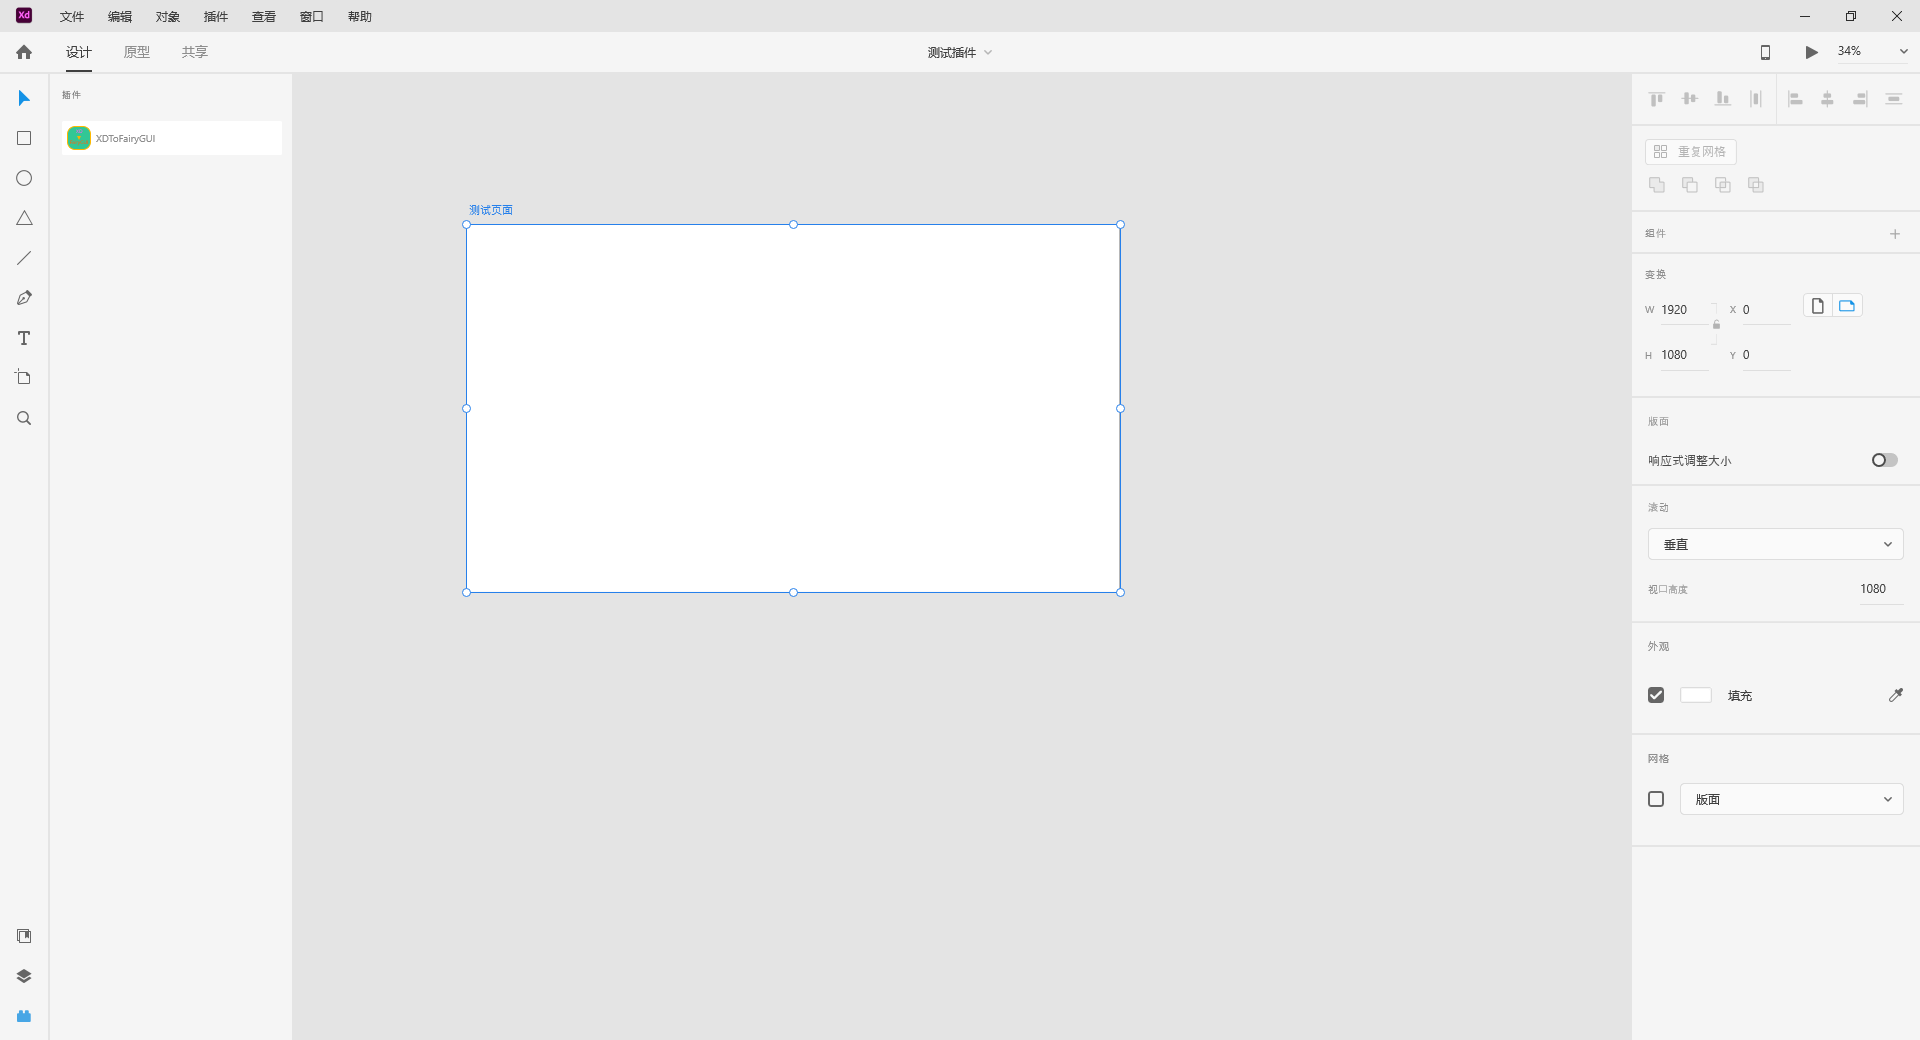 Xd 文件 编辑 对象 插件 查看 窗口 帮助
设计 原型 共享 测试插件 34%
插件
XDToFairyGUI
测试页面
重复网格
组件
变换
W 1920 X 0
H 1080 Y 0
版面
响应式调整大小
滚动
垂直
视口高度 1080
外观
填充
网格
版面